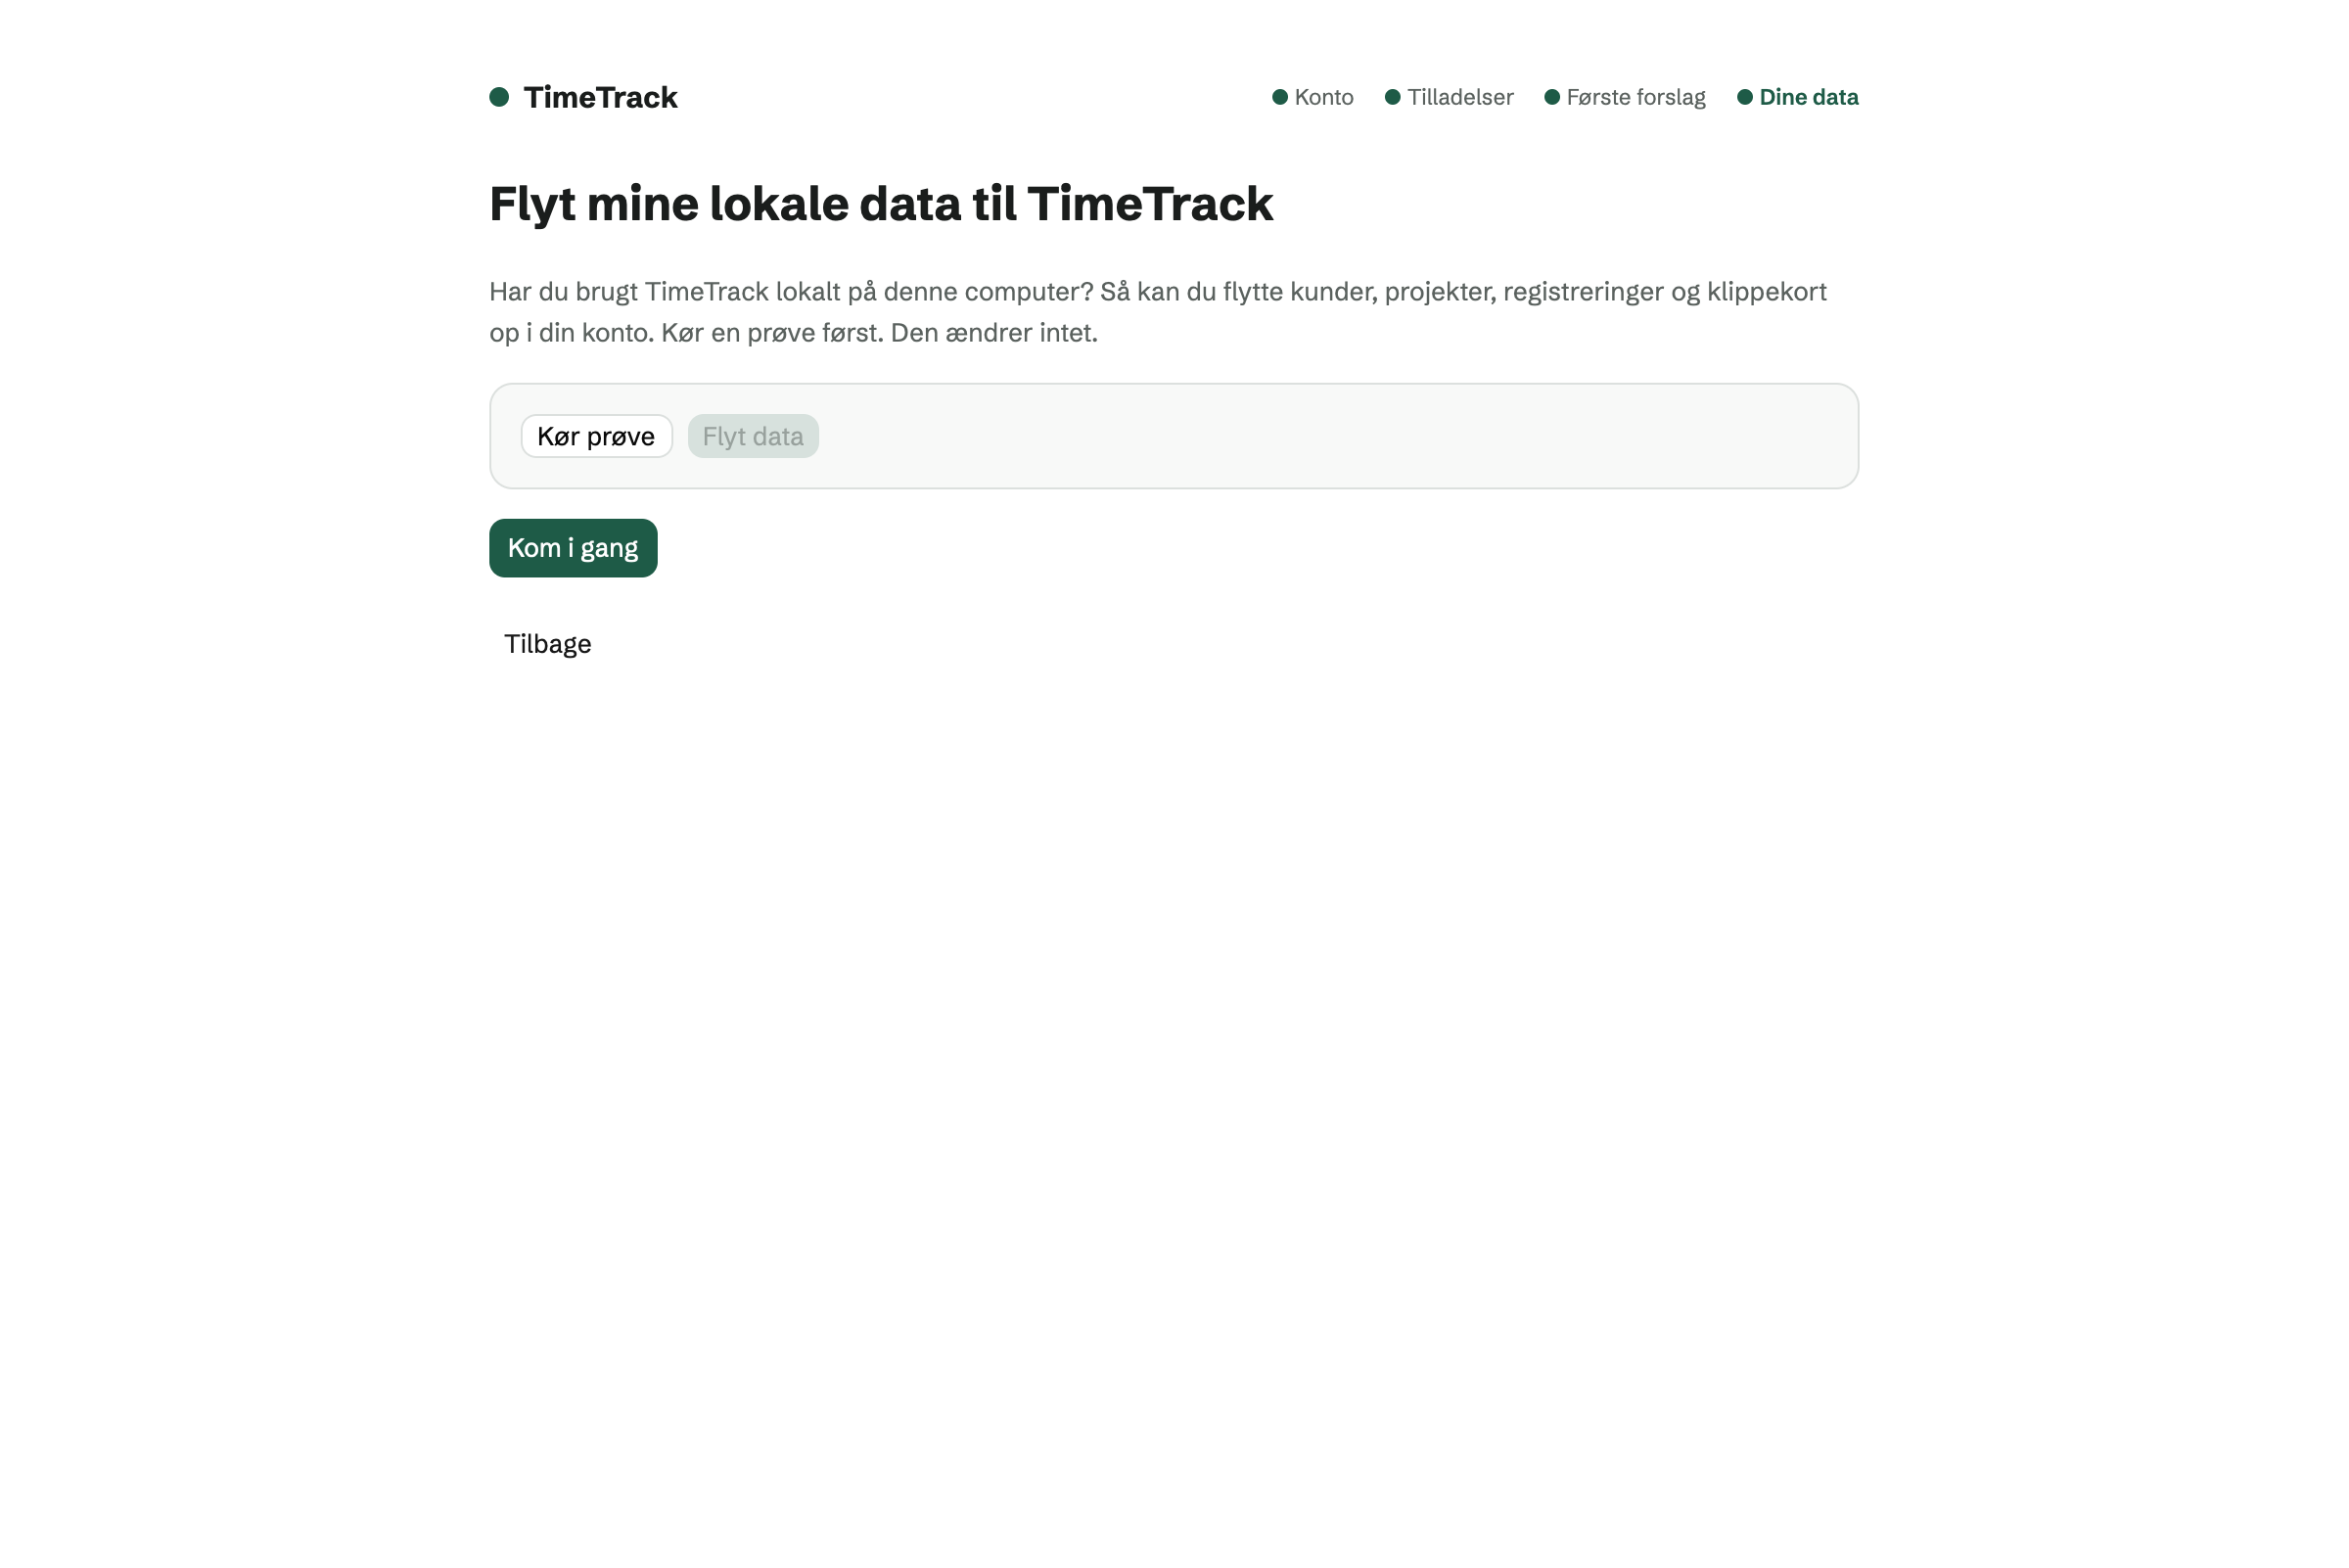 TimeTrack
Konto
Tilladelser
Første forslag
Dine data
Flyt mine lokale data til TimeTrack
Har du brugt TimeTrack lokalt på denne computer? Så kan du flytte kunder, projekter, registreringer og klippekort
op i din konto. Kør en prøve først. Den ændrer intet.
Kør prøve
Flyt data
Kom i gang
Tilbage